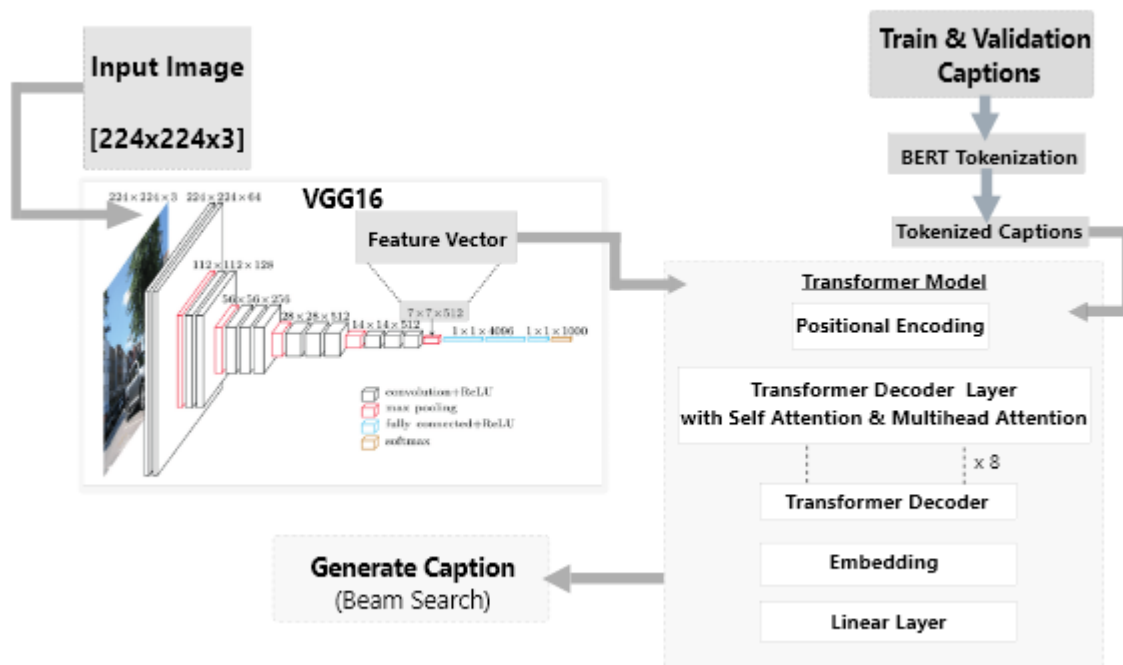 Input Image
[224x224x3]
Train & Validation
Captions
BERT Tokenization
Tokenized Captions
VGG16
224×224×3
224×224×64
112×112×128
56×56×256
28×28×512
14×14×512
7×7×512
1×1×4096
1×1×1000
Feature Vector
convolution+ReLU
max pooling
fully connected+ReLU
softmax
Transformer Model
Positional Encoding
Transformer Decoder Layer
with Self Attention & Multihead Attention
x 8
Transformer Decoder
Embedding
Linear Layer
Generate Caption
(Beam Search)